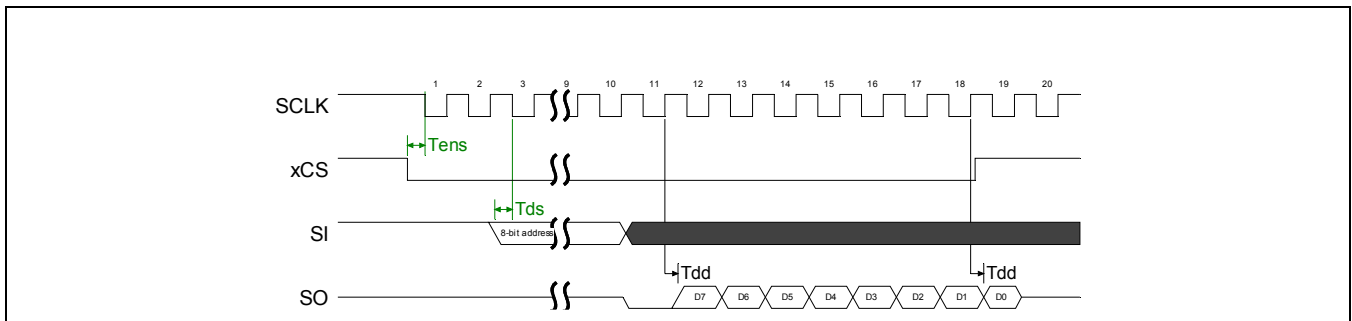 1 2 3 9 10 11 12 13 14 15 16 17 18 19 20
SCLK
Tens
xCS
Tds
SI
8-bit address
Tdd Tdd
SO
D7 D6 D5 D4 D3 D2 D1 D0